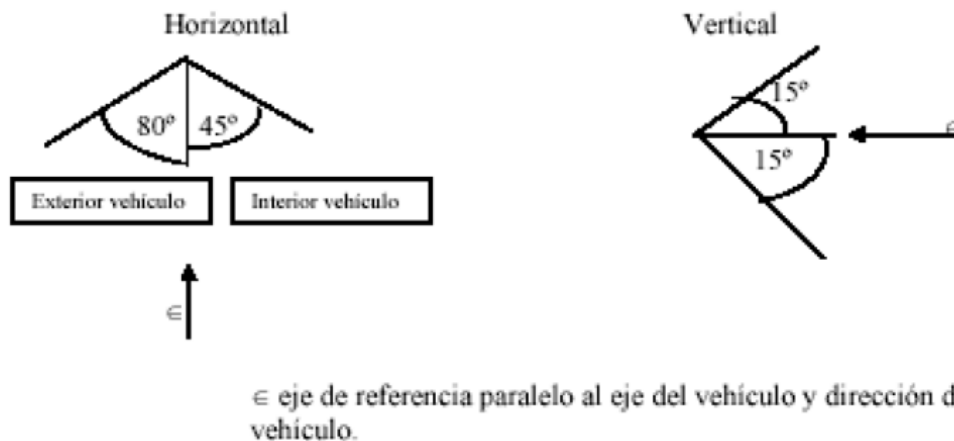 Horizontal
Vertical
80º 45º
15º
15º
Exterior vehículo
Interior vehículo
∈
∈
∈ eje de referencia paralelo al eje del vehículo y dirección d
vehículo.